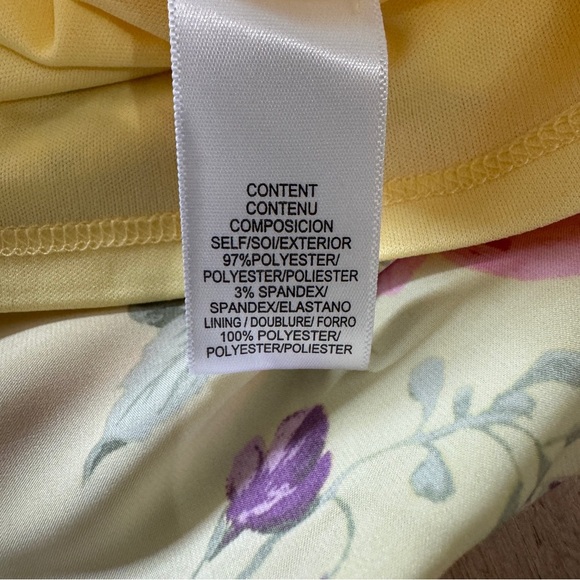 CONTENT
CONTENU
COMPOSICION
SELF/SOI/EXTERIOR
97%POLYESTER/
POLYESTER/POLIESTER
3% SPANDEX/
SPANDEX/ELASTANO
LINING / DOUBLURE/ FORRO
100% POLYESTER/
POLYESTER/POLIESTER